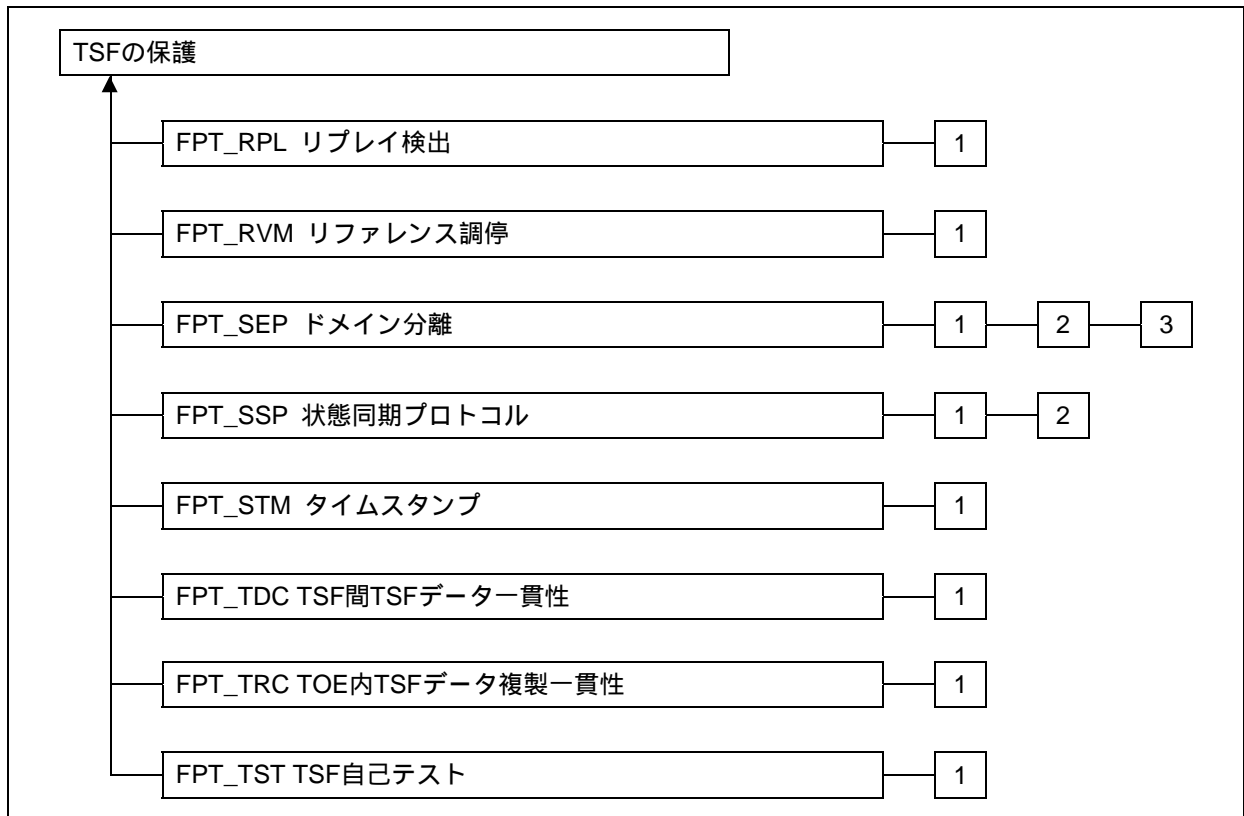 TSFの保護
FPT_RPL リプレイ検出 1
FPT_RVM リファレンス調停 1
FPT_SEP ドメイン分離 1 2 3
FPT_SSP 状態同期プロトコル 1 2
FPT_STM タイムスタンプ 1
FPT_TDC TSF間TSFデータ一貫性 1
FPT_TRC TOE内TSFデータ複製一貫性 1
FPT_TST TSF自己テスト 1